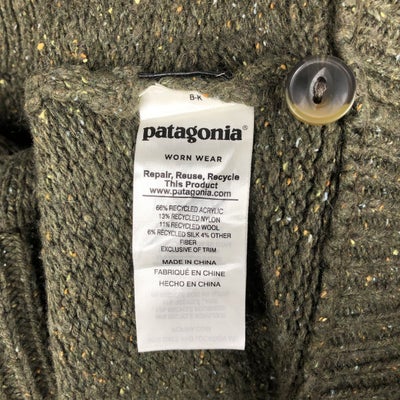 B-K
patagonia®
WORN WEAR
Repair, Reuse, Recycle
This Product
www.patagonia.com
66% RECYCLED ACRYLIC
13% RECYCLED NYLON
11% RECYCLED WOOL
6% RECYCLED SILK 4% OTHER
FIBER
EXCLUSIVE OF TRIM
MADE IN CHINA
FABRIQUÉ EN CHINE
HECHO EN CHINA